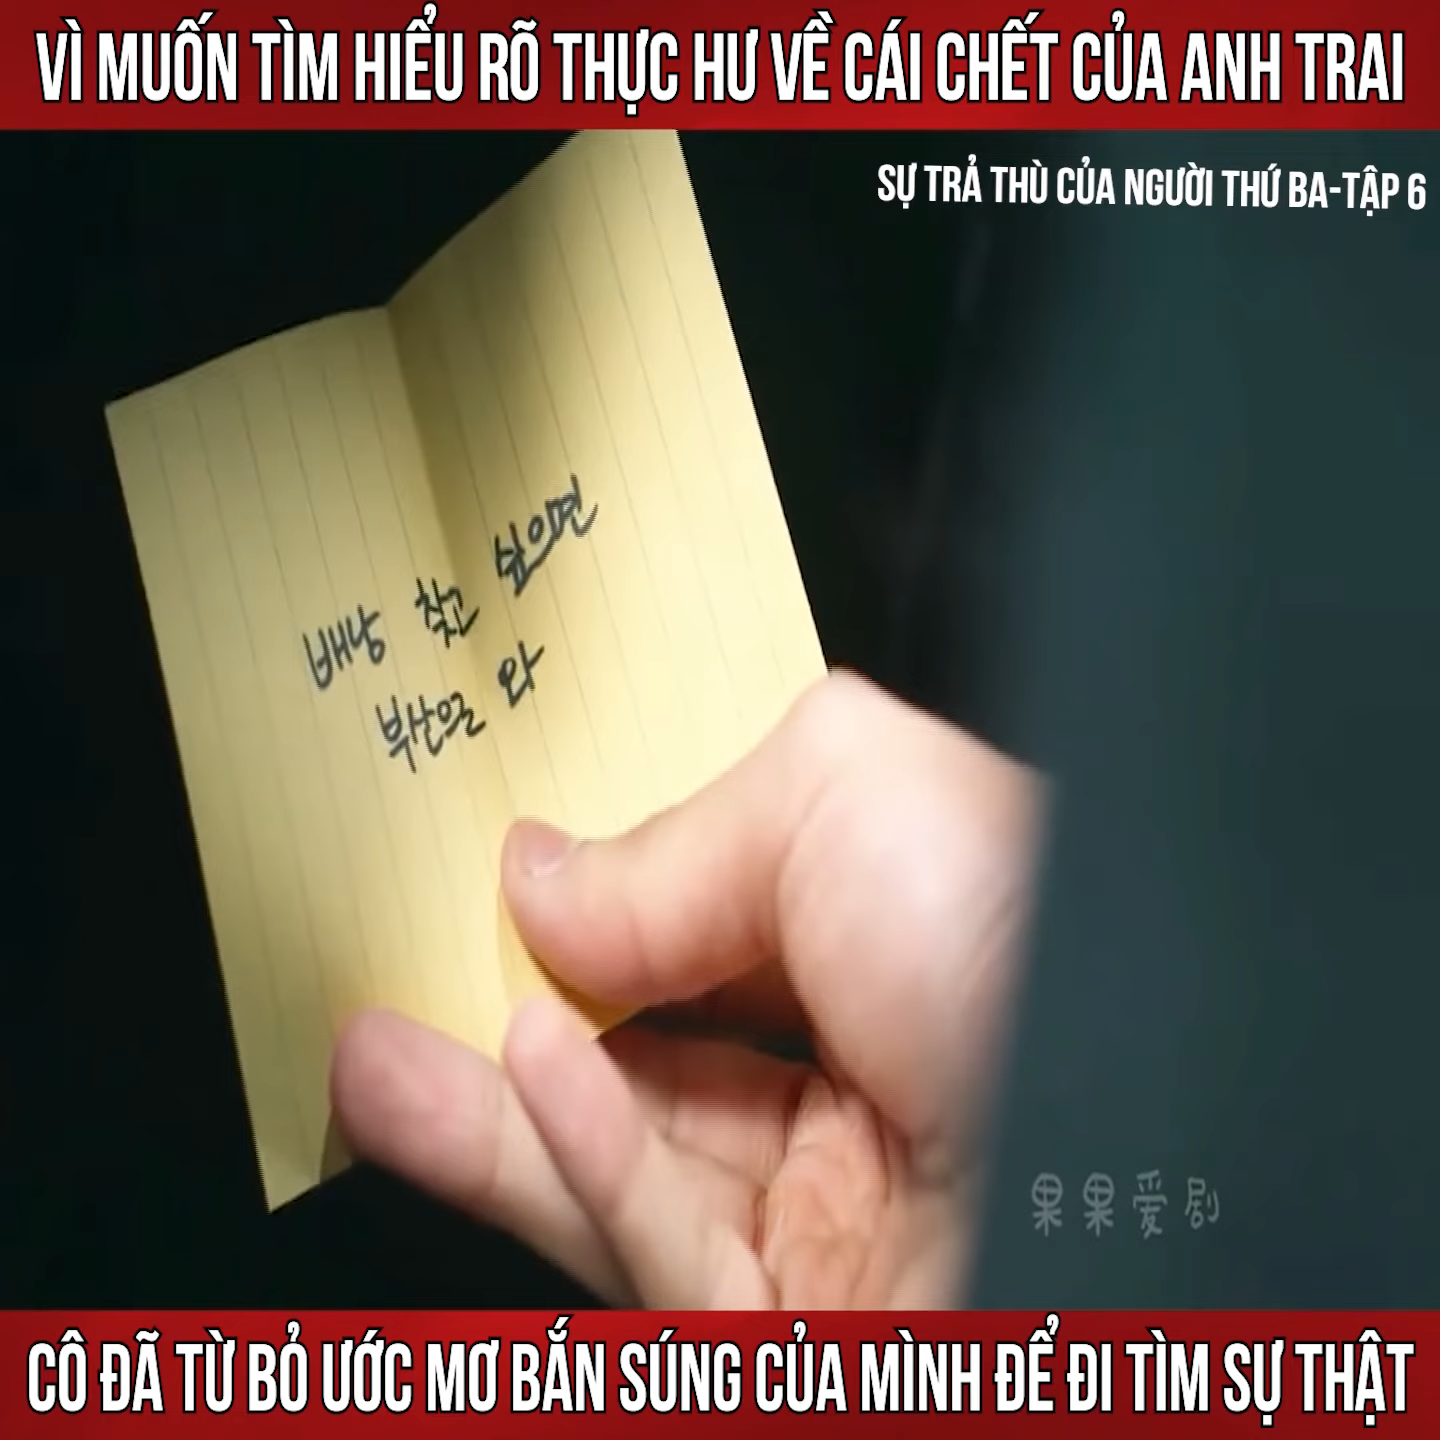 VÌ MUỐN TÌM HIỂU RÕ THỰC HƯ VỀ CÁI CHẾT CỦA ANH TRAI
SỰ TRẢ THÙ CỦA NGƯỜI THỨ BA-TẬP 6
배낭 찾고 싶으면
부산으로 와
果果爱剧
CÔ ĐÃ TỪ BỎ ƯỚC MƠ BẮN SÚNG CỦA MÌNH ĐỂ ĐI TÌM SỰ THẬT